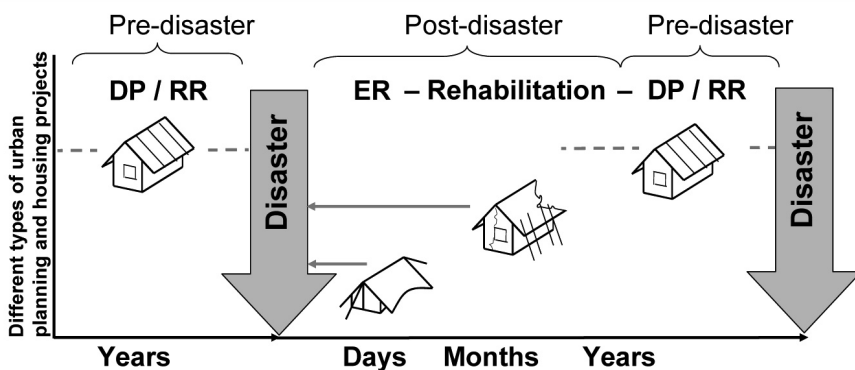 Pre-disaster
Post-disaster
Pre-disaster
DP / RR
ER – Rehabilitation – DP / RR
Disaster
Disaster
Different types of urban
planning and housing projects
Years
Days
Months
Years